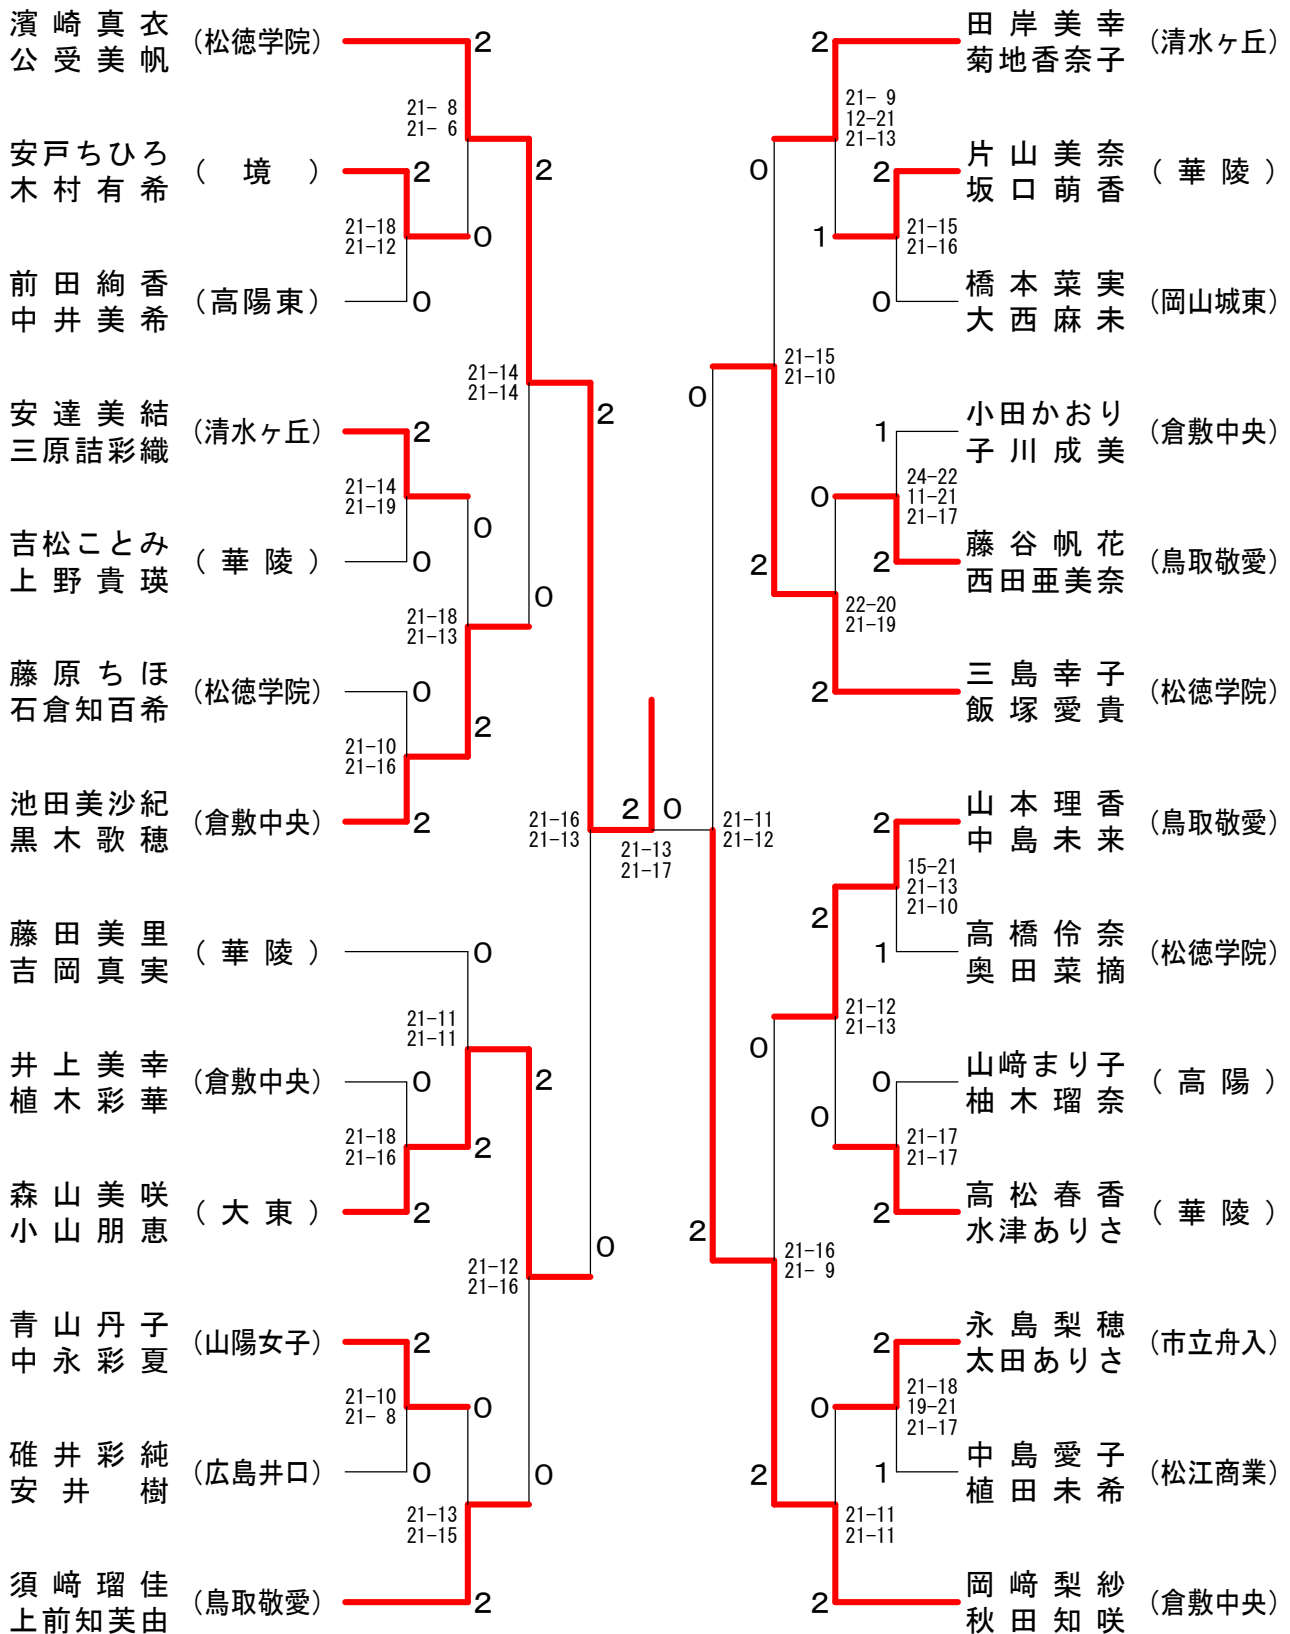 濱崎真衣
公受美帆
(松徳学院)
2
21- 8
21- 6
2
安戸ちひろ
木村有希
(境)
2
21-18
21-12
0
前田絢香
中井美希
(高陽東)
0
21-14
21-14
2
安達美結
三原詰彩織
(清水ヶ丘)
2
21-14
21-19
0
吉松ことみ
上野貴瑛
(華陵)
0
21-18
21-13
0
藤原ちほ
石倉知百希
(松徳学院)
0
21-10
21-16
2
池田美沙紀
黒木歌穂
(倉敷中央)
2
21-16
21-13
2
0
21-13
21-17
藤田美里
吉岡真実
(華陵)
0
21-11
21-11
2
井上美幸
植木彩華
(倉敷中央)
0
21-18
21-16
2
森山美咲
小山朋恵
(大東)
2
21-12
21-16
0
青山丹子
中永彩夏
(山陽女子)
2
21-10
21- 8
0
碓井彩純
安井樹
(広島井口)
0
0
21-13
21-15
須﨑瑠佳
上前知芙由
(鳥取敬愛)
2
2
田岸美幸
菊地香奈子
(清水ヶ丘)
21- 9
12-21
21-13
0
2
片山美奈
坂口萌香
(華陵)
1
21-15
21-16
0
橋本菜実
大西麻未
(岡山城東)
21-15
21-10
0
1
小田かおり
子川成美
(倉敷中央)
0
24-22
11-21
21-17
2
2
藤谷帆花
西田亜美奈
(鳥取敬愛)
22-20
21-19
2
三島幸子
飯塚愛貴
(松徳学院)
21-11
21-12
2
山本理香
中島未来
(鳥取敬愛)
15-21
21-13
21-10
2
1
高橋伶奈
奥田菜摘
(松徳学院)
21-12
21-13
0
0
山﨑まり子
柚木瑠奈
(高陽)
0
21-17
21-17
2
高松春香
水津ありさ
(華陵)
2
21-16
21- 9
2
永島梨穂
太田ありさ
(市立舟入)
0
21-18
19-21
21-17
2
1
中島愛子
植田未希
(松江商業)
21-11
21-11
2
岡﨑梨紗
秋田知咲
(倉敷中央)